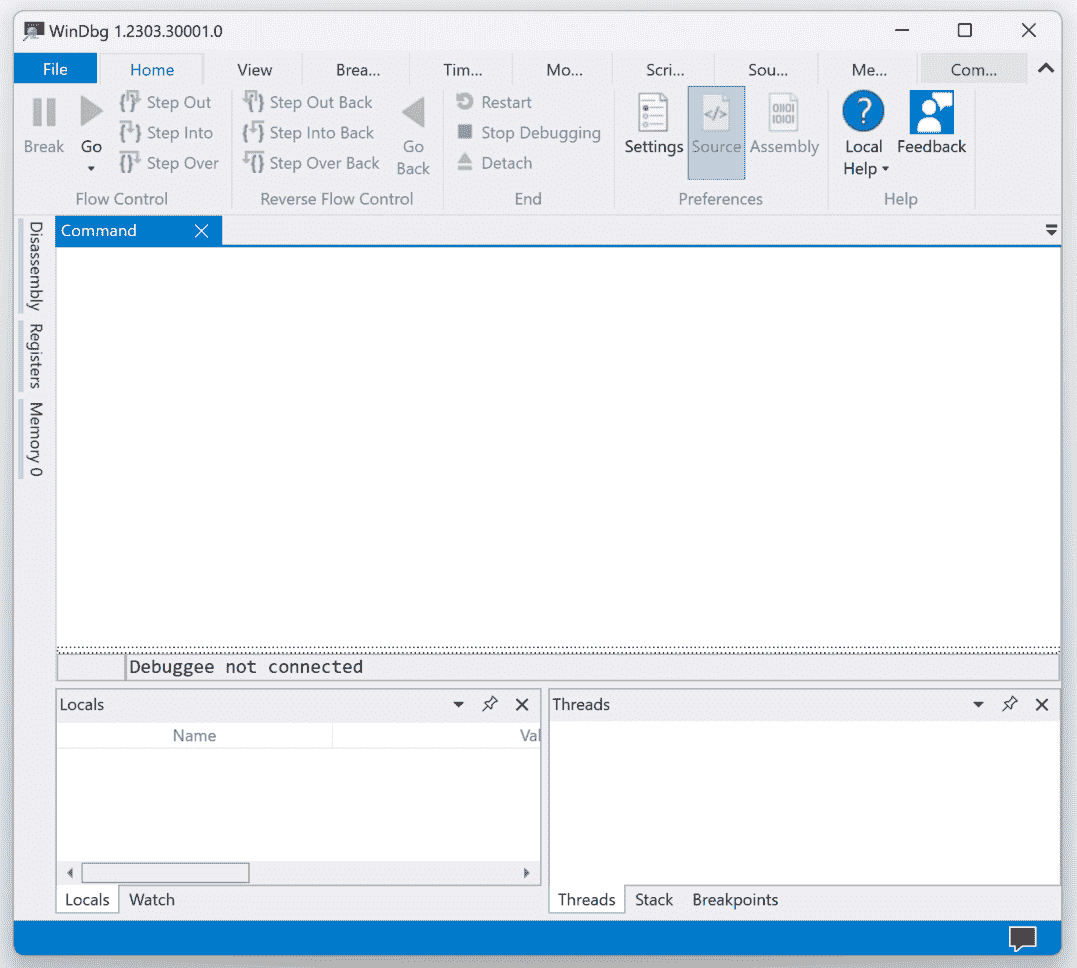 WinDbg 1.2303.30001.0
File Home View Brea... Tim... Mo... Scri... Sou... Me... Com...
Break
Go
Step Out
Step Into
Step Over
Flow Control
Step Out Back
Step Into Back
Step Over Back
Go
Back
Reverse Flow Control
Restart
Stop Debugging
Detach
End
Settings
Source
Assembly
Preferences
Local
Help
Feedback
Help
Disassembly
Registers
Memory 0
Command
Debuggee not connected
Locals
Name Val
Locals Watch
Threads
Threads Stack Breakpoints